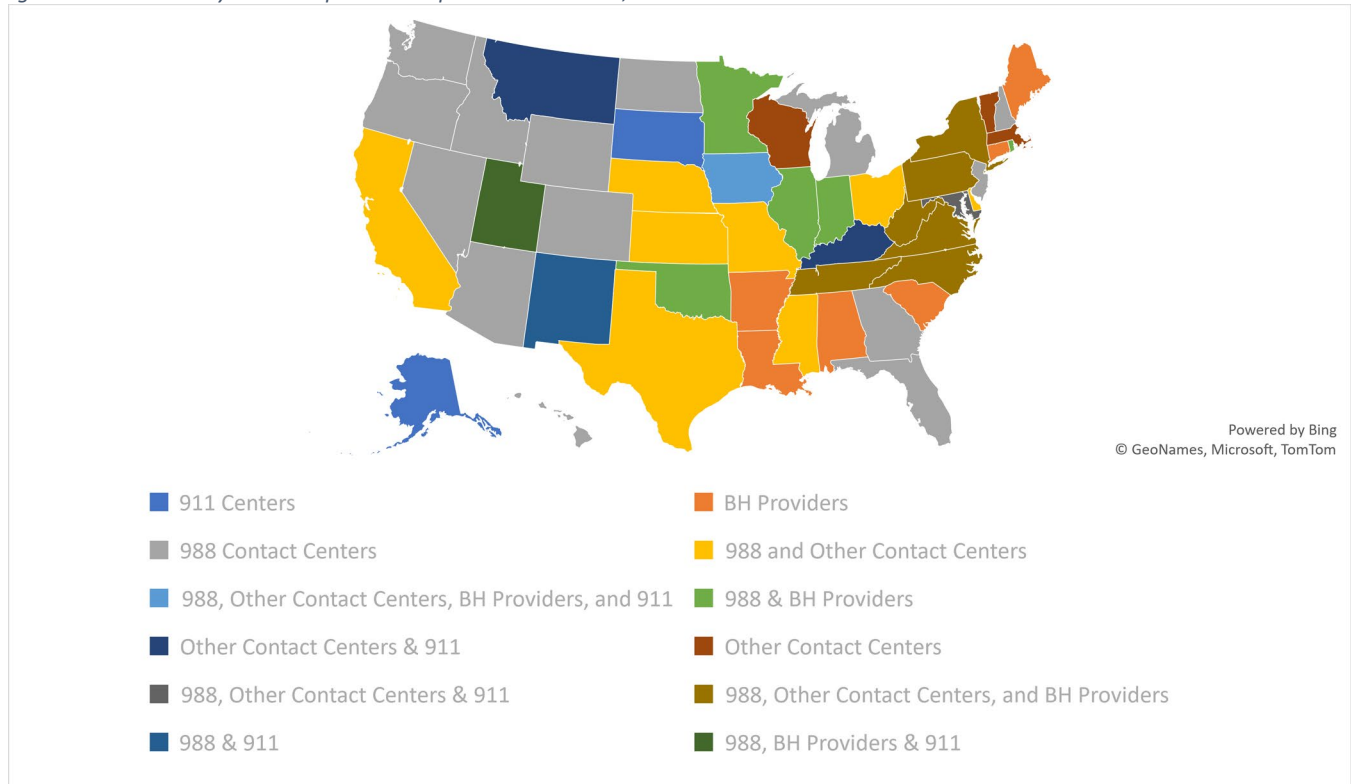 Powered by Bing
© GeoNames, Microsoft, TomTom
911 Centers
BH Providers
988 Contact Centers
988 and Other Contact Centers
988, Other Contact Centers, BH Providers, and 911
988 & BH Providers
Other Contact Centers & 911
Other Contact Centers
988, Other Contact Centers & 911
988, Other Contact Centers, and BH Providers
988 & 911
988, BH Providers & 911